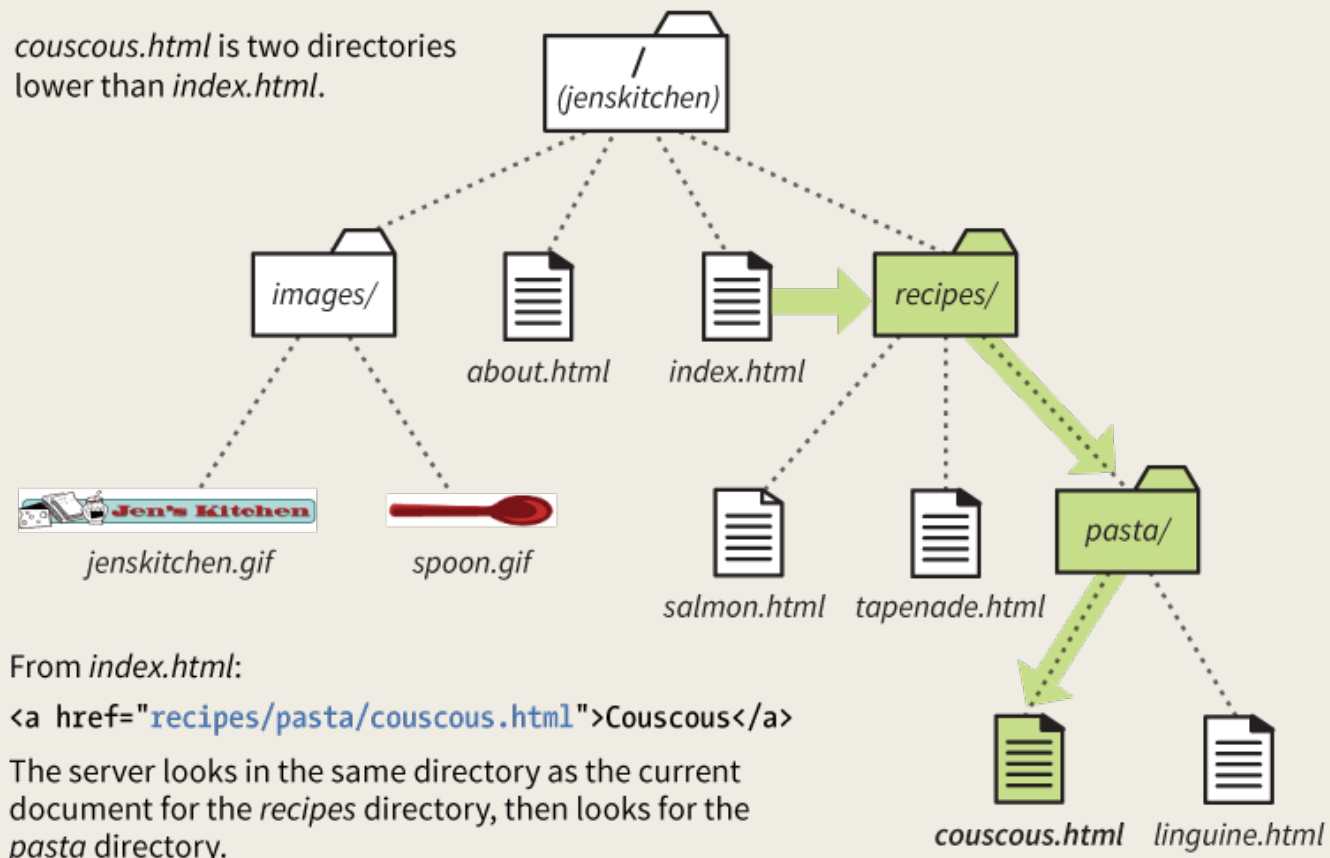 couscous.html is two directories
lower than index.html.
/
(jenskitchen)
images/
about.html
index.html
recipes/
Jen's Kitchen
jenskitchen.gif
spoon.gif
salmon.html
tapenade.html
pasta/
From index.html:
<a href="recipes/pasta/couscous.html">Couscous</a>
The server looks in the same directory as the current
document for the recipes directory, then looks for the
pasta directory.
couscous.html
linguine.html